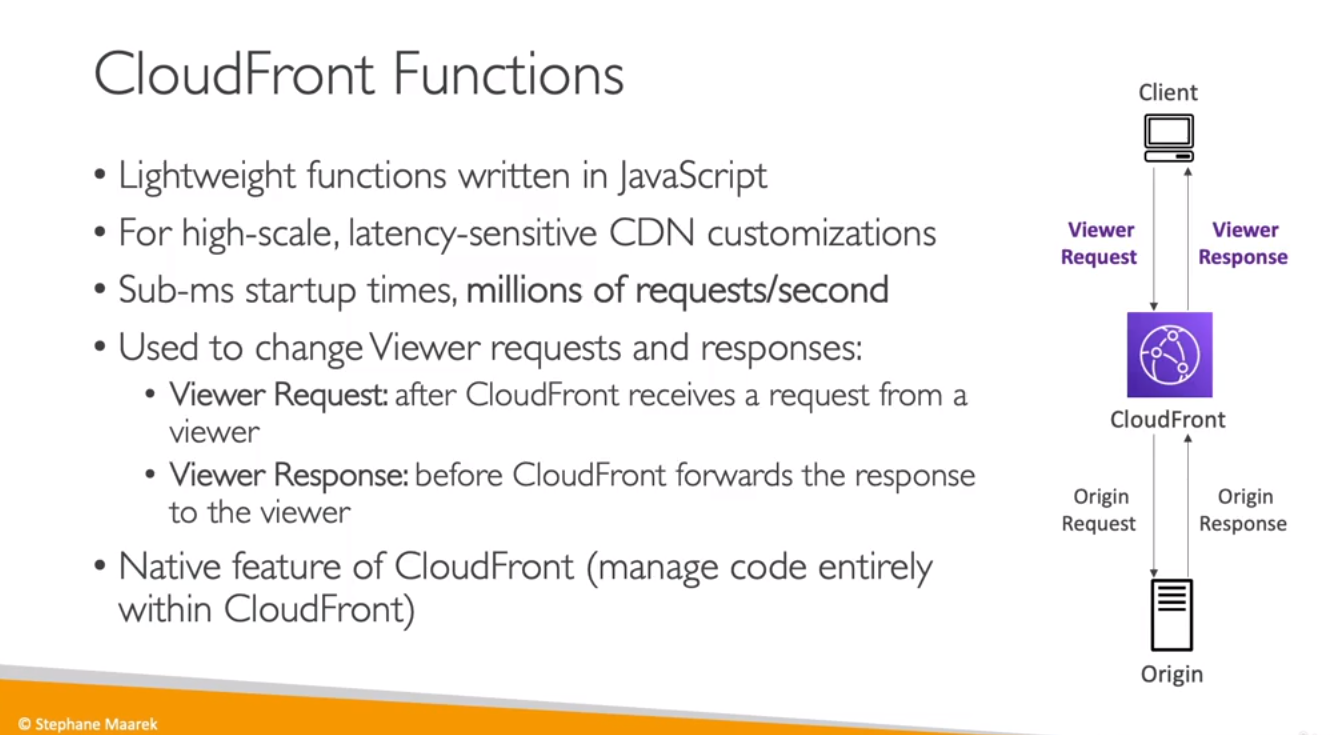 CloudFront Functions
• Lightweight functions written in JavaScript
• For high-scale, latency-sensitive CDN customizations
• Sub-ms startup times, millions of requests/second
• Used to change Viewer requests and responses:
• Viewer Request: after CloudFront receives a request from a
viewer
• Viewer Response: before CloudFront forwards the response
to the viewer
• Native feature of CloudFront (manage code entirely
within CloudFront)
Client
Viewer
Request
Viewer
Response
CloudFront
Origin
Request
Origin
Response
Origin
© Stephane Maarek